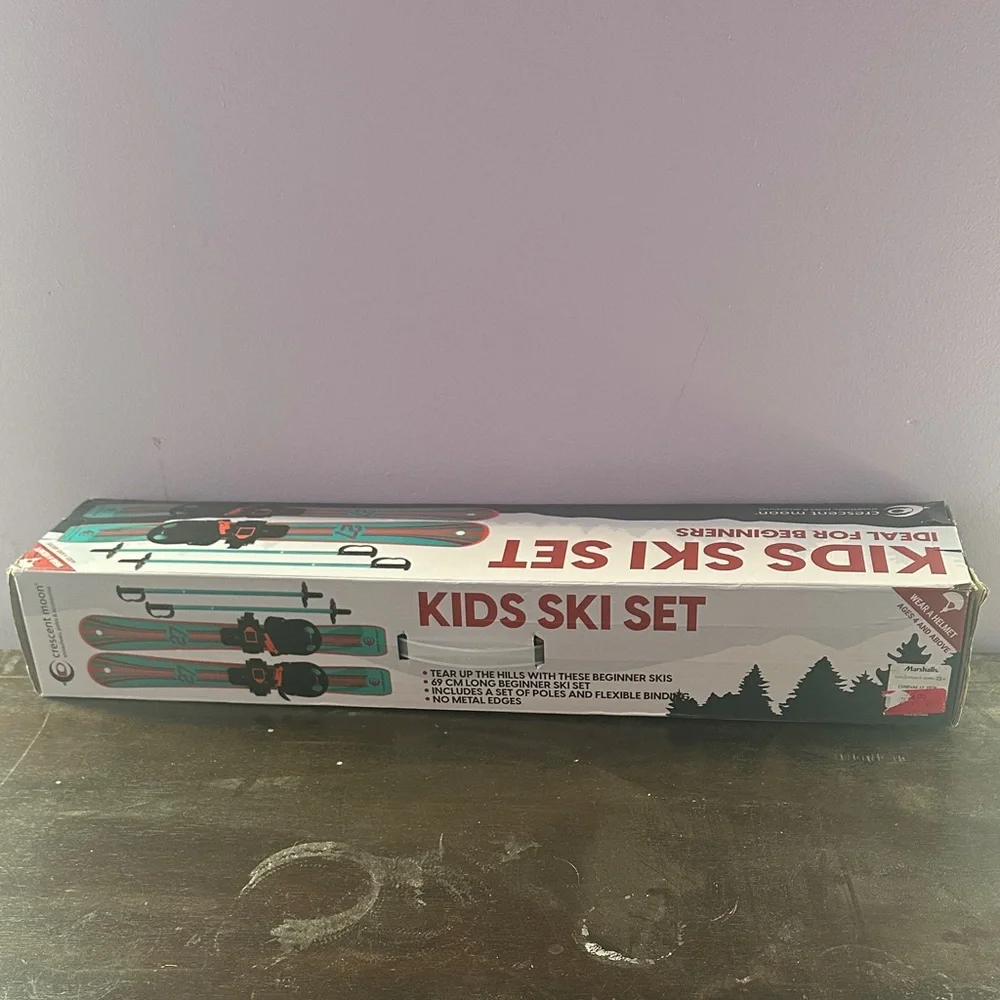 crescent moon
IDEAL FOR BEGINNERS
KIDS SKI SET
crescent moon
KIDS SKI SET
• TEAR UP THE HILLS WITH THESE BEGINNER SKIS
• 69 CM LONG BEGINNER SKI SET
• INCLUDES A SET OF POLES AND FLEXIBLE BINDING
• NO METAL EDGES
WEAR A HELMET
AGES 4 AND ABOVE
Marshalls